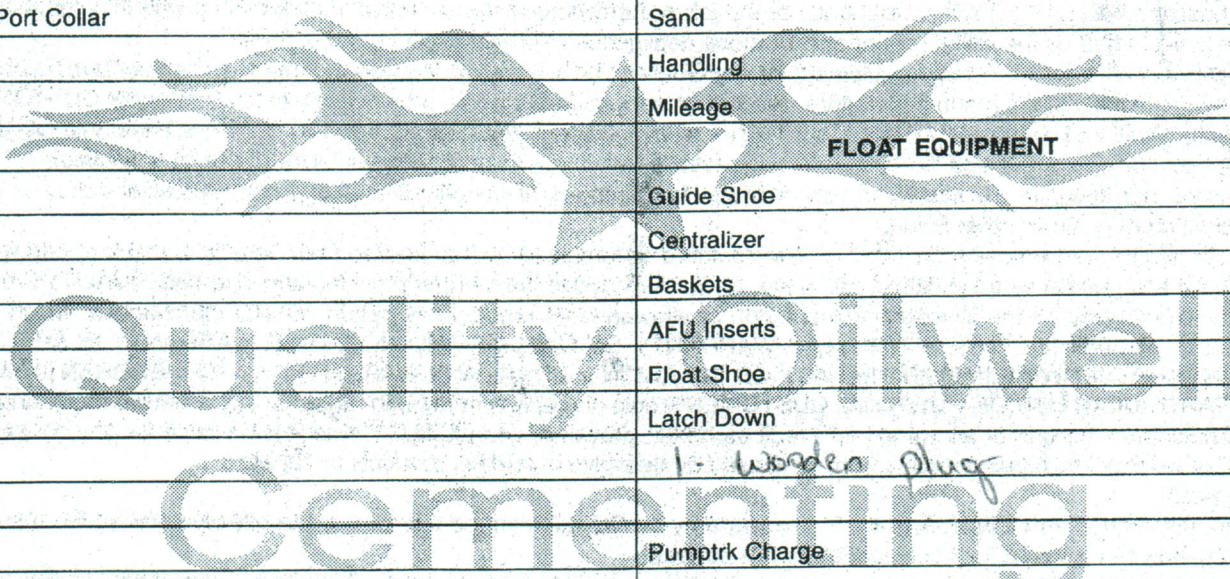 Port Collar
Sand
Handling
Mileage
FLOAT EQUIPMENT
Guide Shoe
Centralizer
Baskets
AFU Inserts
Float Shoe
Latch Down
1 - wooden plug
Pumptrk Charge
Quality Oilwell
Cementing